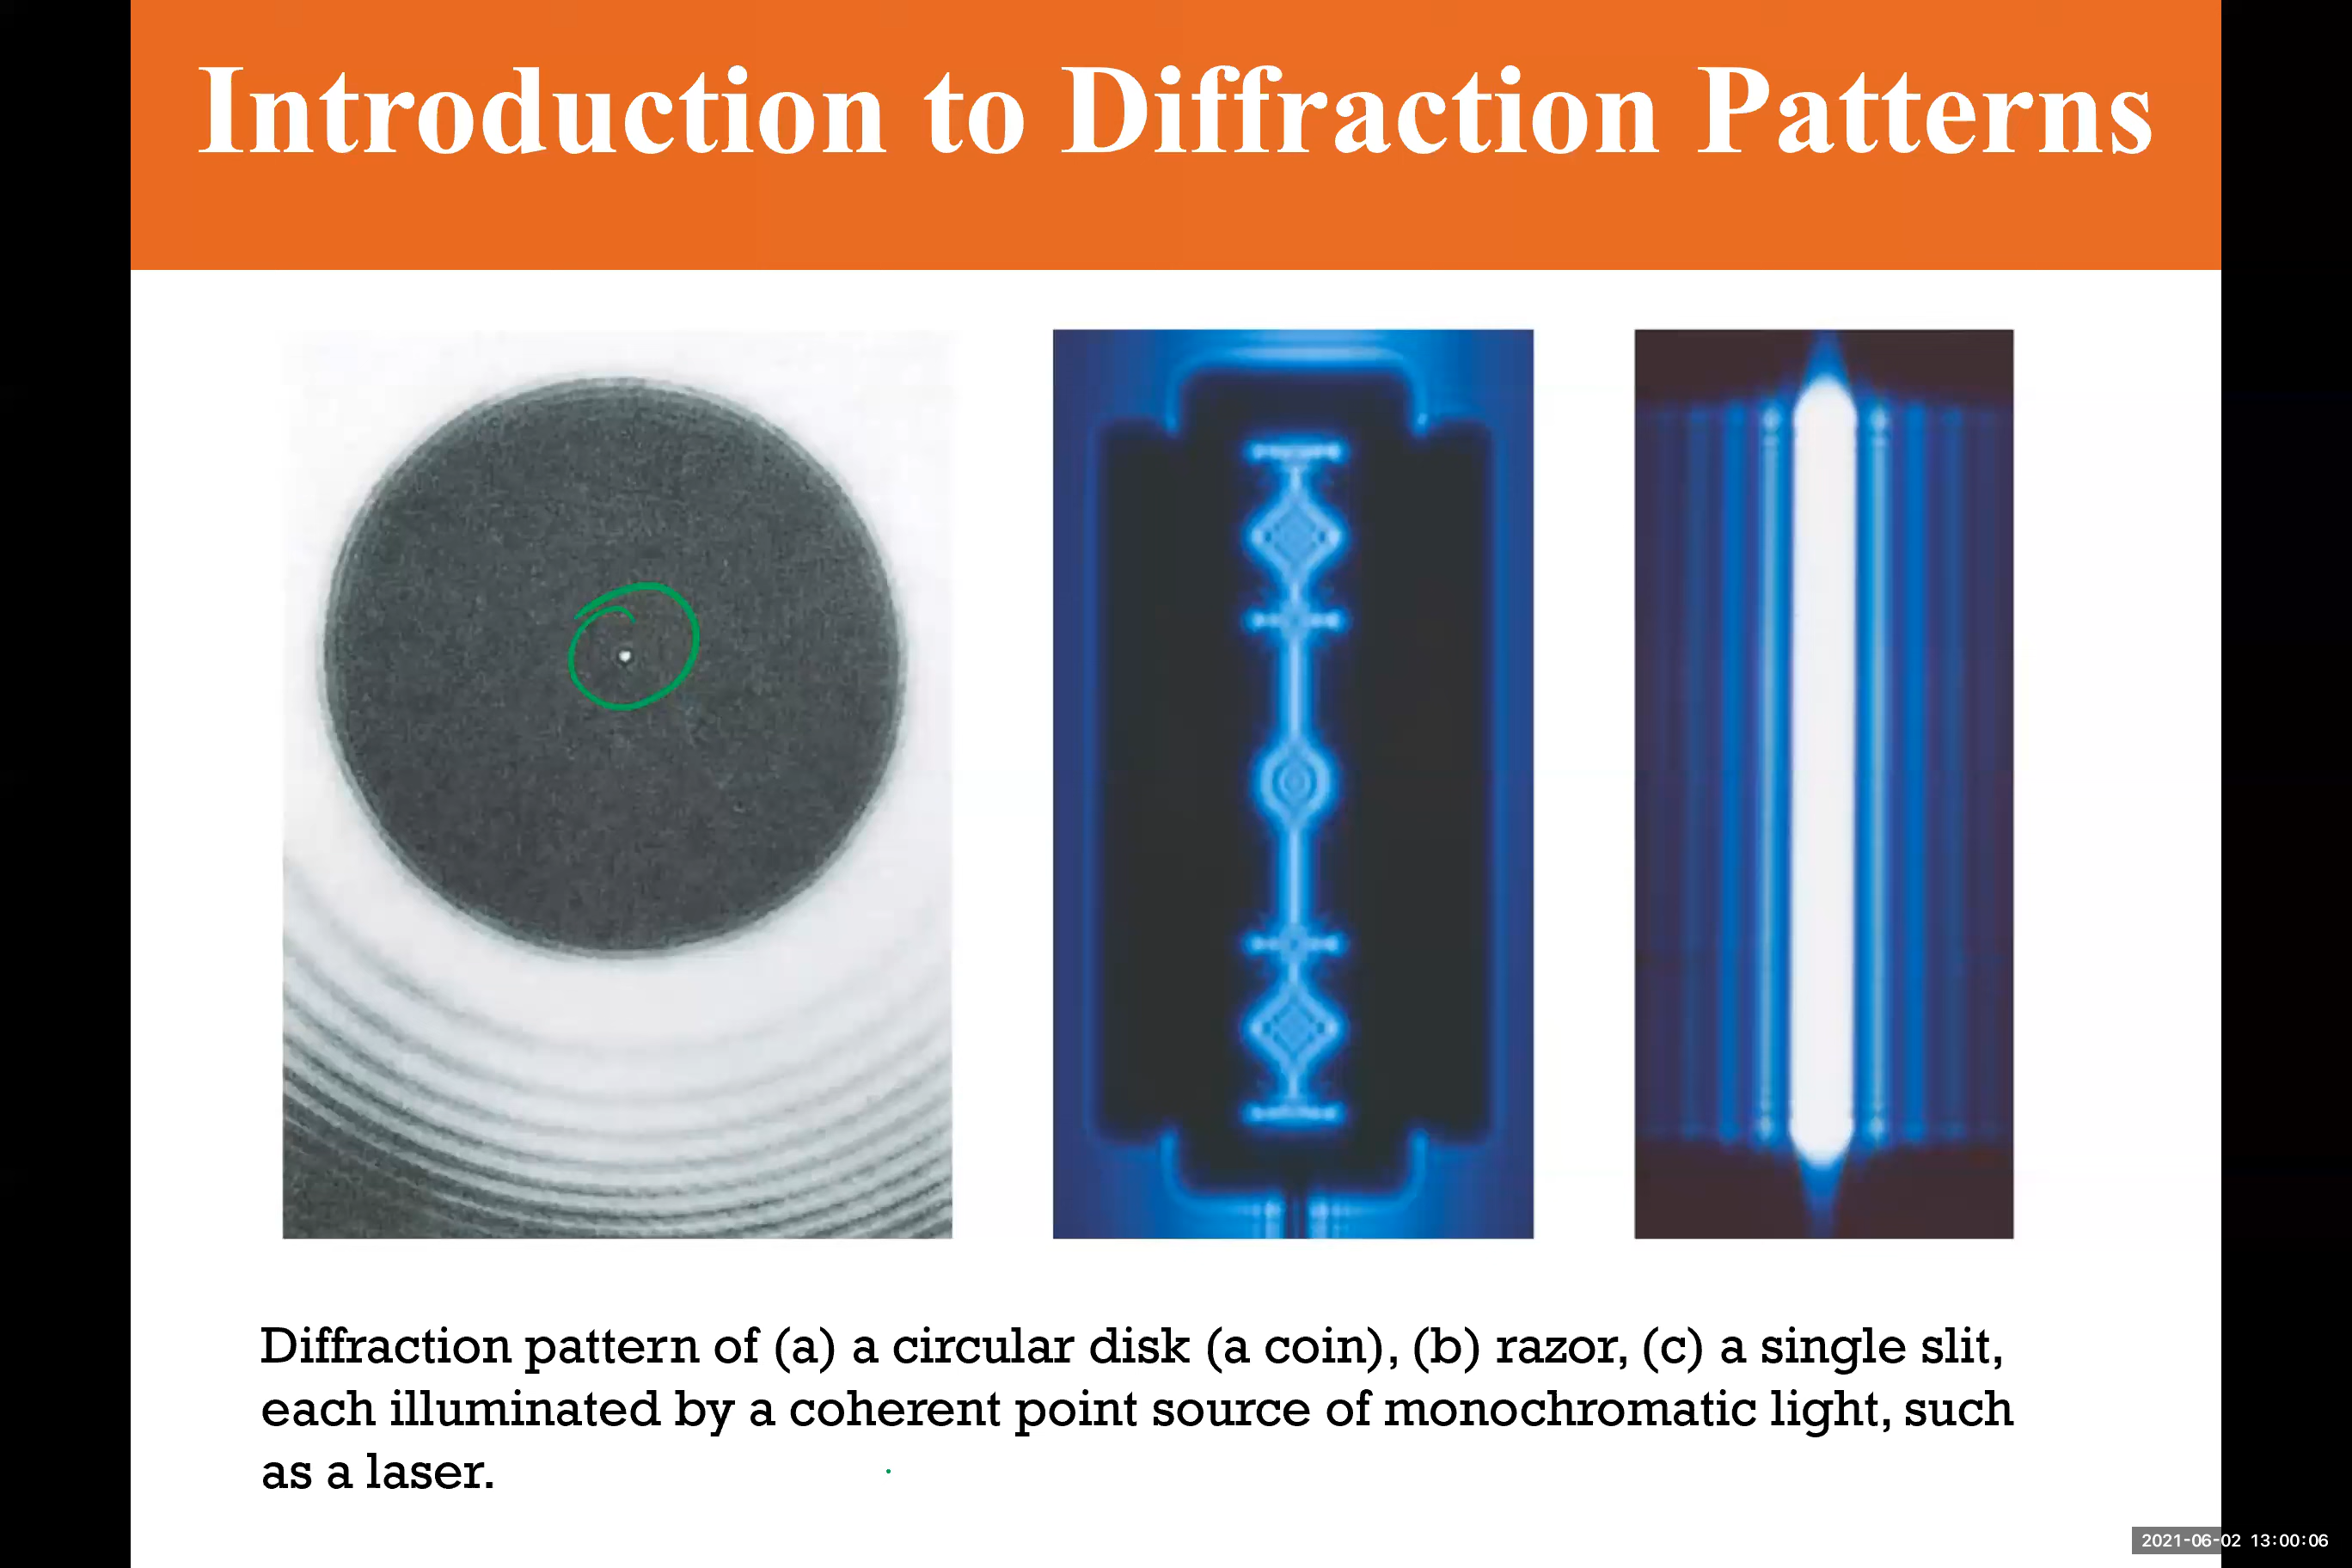 Introduction to Diffraction Patterns
Diffraction pattern of (a) a circular disk (a coin), (b) razor, (c) a single slit,
each illuminated by a coherent point source of monochromatic light, such
as a laser.
2021-06-02 13:00:06